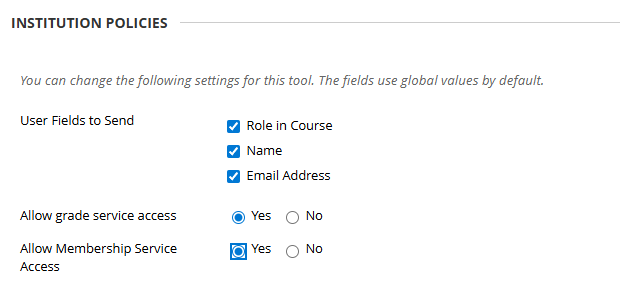 INSTITUTION POLICIES
You can change the following settings for this tool. The fields use global values by default.
User Fields to Send
Role in Course
Name
Email Address
Allow grade service access Yes No
Allow Membership Service Yes No
Access